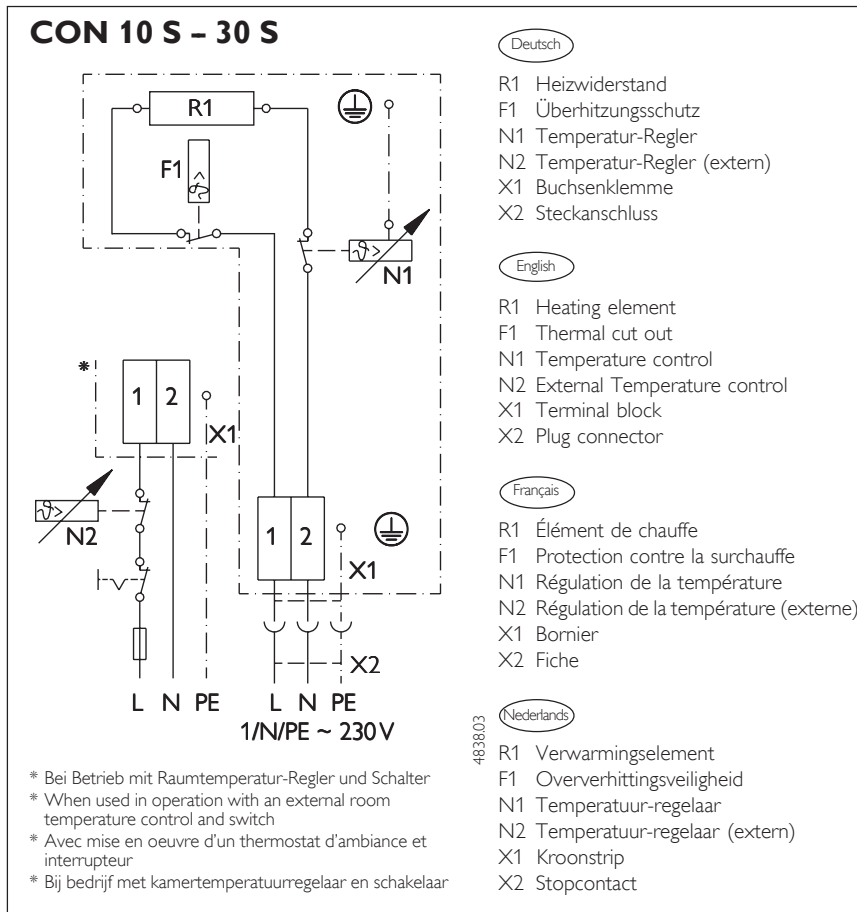 CON 10 S – 30 S
R1
F1
ϑ>
ϑ>
N1
*
1 2
X1
ϑ>
N2
1 2
X1
X2
L N PE
L N PE
1/N/PE ~ 230 V
* Bei Betrieb mit Raumtemperatur-Regler und Schalter
* When used in operation with an external room
temperature control and switch
* Avec mise en oeuvre d'un thermostat d'ambiance et
interrupteur
* Bij bedrijf met kamertemperatuurregelaar en schakelaar
Deutsch
R1 Heizwiderstand
F1 Überhitzungsschutz
N1 Temperatur-Regler
N2 Temperatur-Regler (extern)
X1 Buchsenklemme
X2 Steckanschluss
English
R1 Heating element
F1 Thermal cut out
N1 Temperature control
N2 External Temperature control
X1 Terminal block
X2 Plug connector
Français
R1 Élément de chauffe
F1 Protection contre la surchauffe
N1 Régulation de la température
N2 Régulation de la température (externe)
X1 Bornier
X2 Fiche
4838.03
Nederlands
R1 Verwarmingselement
F1 Oververhittingsveiligheid
N1 Temperatuur-regelaar
N2 Temperatuur-regelaar (extern)
X1 Kroonstrip
X2 Stopcontact